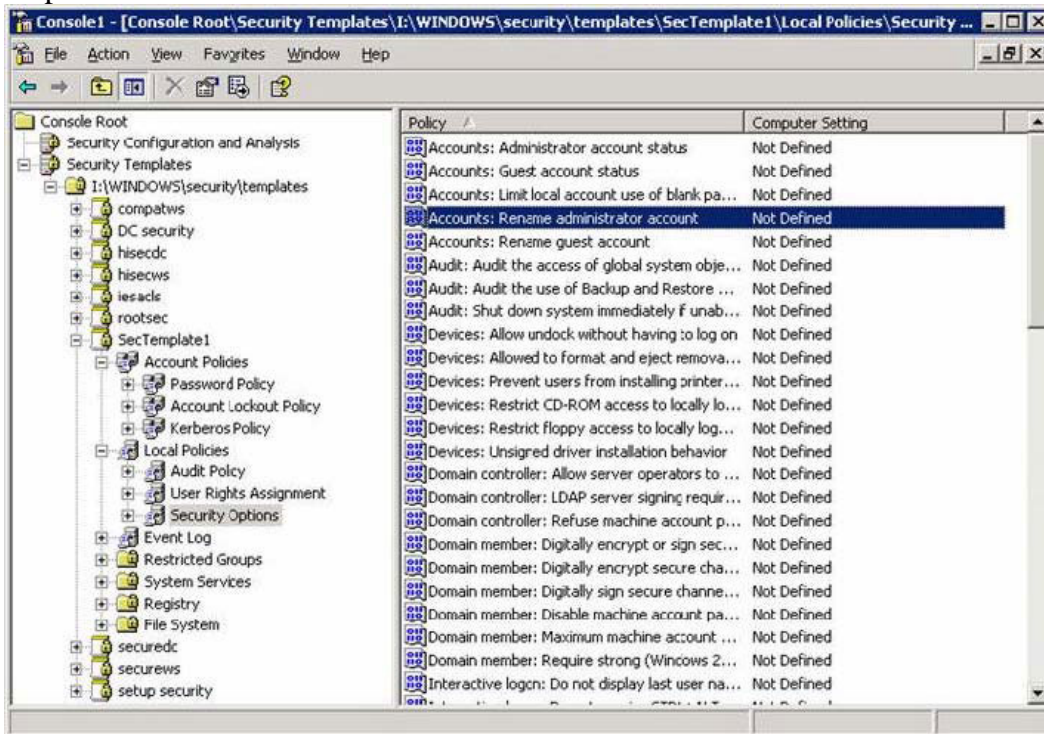 Console1 - [Console Root\Security Templates\I:\WINDOWS\security\templates\SecTemplate1\Local Policies\Security ...
File Action View Favorites Window Help
Console Root
Security Configuration and Analysis
Security Templates
I:\WINDOWS\security\templates
compatws
DC security
hisecdc
hisecws
iesacls
rootsec
SecTemplate1
Account Policies
Password Policy
Account Lockout Policy
Kerberos Policy
Local Policies
Audit Policy
User Rights Assignment
Security Options
Event Log
Restricted Groups
System Services
Registry
File System
securedc
securews
setup security
Policy Computer Setting
Accounts: Administrator account status Not Defined
Accounts: Guest account status Not Defined
Accounts: Limit local account use of blank pa... Not Defined
Accounts: Rename administrator account Not Defined
Accounts: Rename guest account Not Defined
Audit: Audit the access of global system obje... Not Defined
Audit: Audit the use of Backup and Restore ... Not Defined
Audit: Shut down system immediately if unab... Not Defined
Devices: Allow undock without having to log on Not Defined
Devices: Allowed to format and eject remova... Not Defined
Devices: Prevent users from installing printer... Not Defined
Devices: Restrict CD-ROM access to locally lo... Not Defined
Devices: Restrict floppy access to locally log... Not Defined
Devices: Unsigned driver installation behavior Not Defined
Domain controller: Allow server operators to ... Not Defined
Domain controller: LDAP server signing requir... Not Defined
Domain controller: Refuse machine account p... Not Defined
Domain member: Digitally encrypt or sign sec... Not Defined
Domain member: Digitally encrypt secure cha... Not Defined
Domain member: Digitally sign secure channe... Not Defined
Domain member: Disable machine account pa... Not Defined
Domain member: Maximum machine account ... Not Defined
Domain member: Require strong (Windows 2... Not Defined
Interactive logon: Do not display last user na... Not Defined